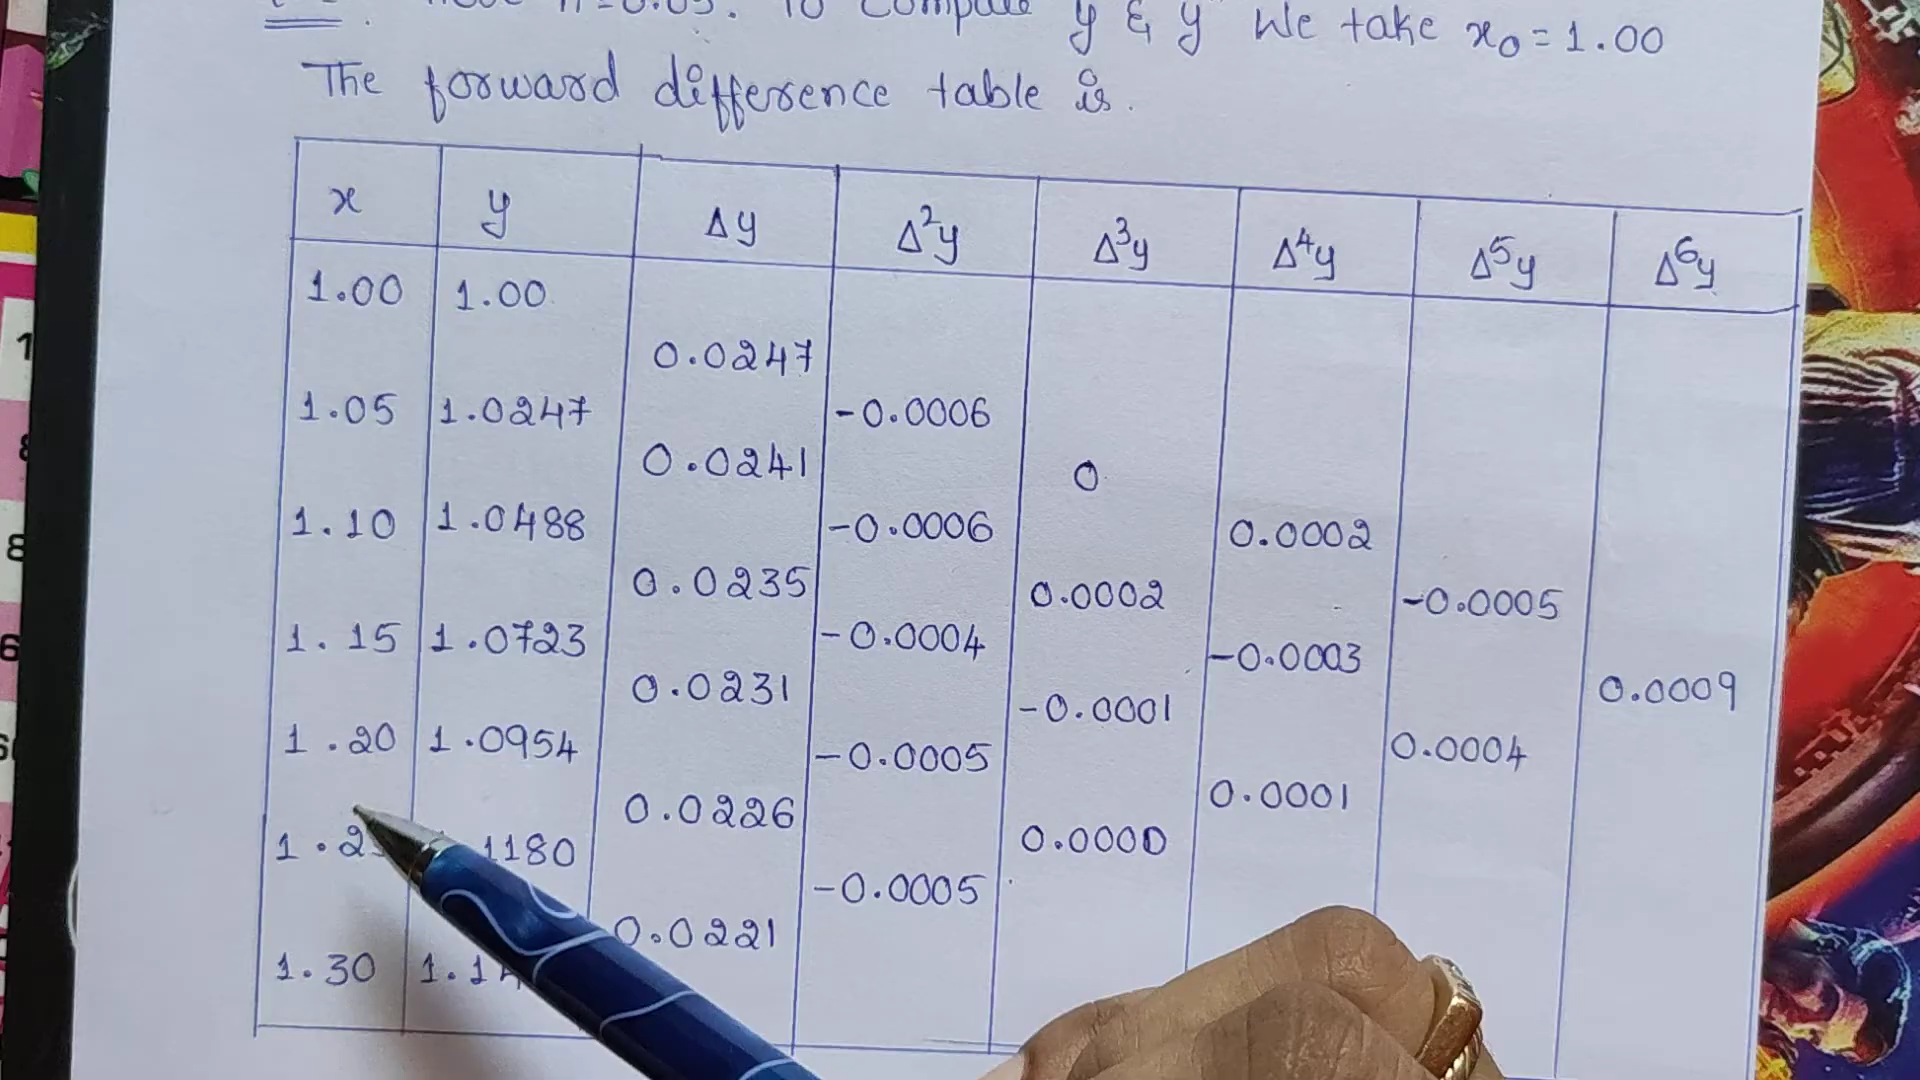 To compute y & y We take x₀ = 1.00
The forward difference table is.
x y Δy Δ²y Δ³y Δ⁴y Δ⁵y Δ⁶y
1.00 1.00
0.0247
1.05 1.0247 -0.0006
0.0241 0
1.10 1.0488 -0.0006 0.0002
0.0235 0.0002 -0.0005
1.15 1.0723 -0.0004 -0.0003 0.0009
0.0231 -0.0001 0.0004
1.20 1.0954 -0.0005 0.0001
0.0226 0.0000
1180 -0.0005
0.0221
1.30